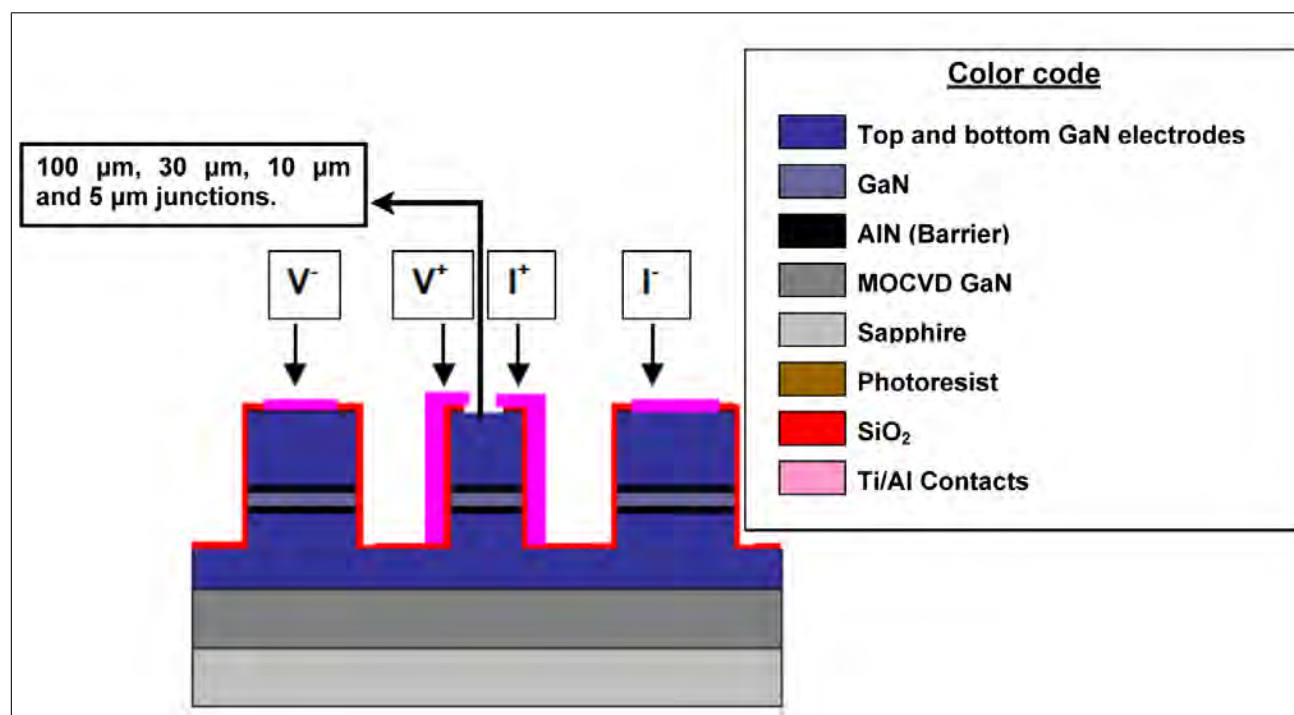 Color code
Top and bottom GaN electrodes
GaN
AlN (Barrier)
MOCVD GaN
Sapphire
Photoresist
SiO₂
Ti/Al Contacts
100 µm, 30 µm, 10 µm
and 5 µm junctions.
V⁻ V⁺ I⁺ I⁻